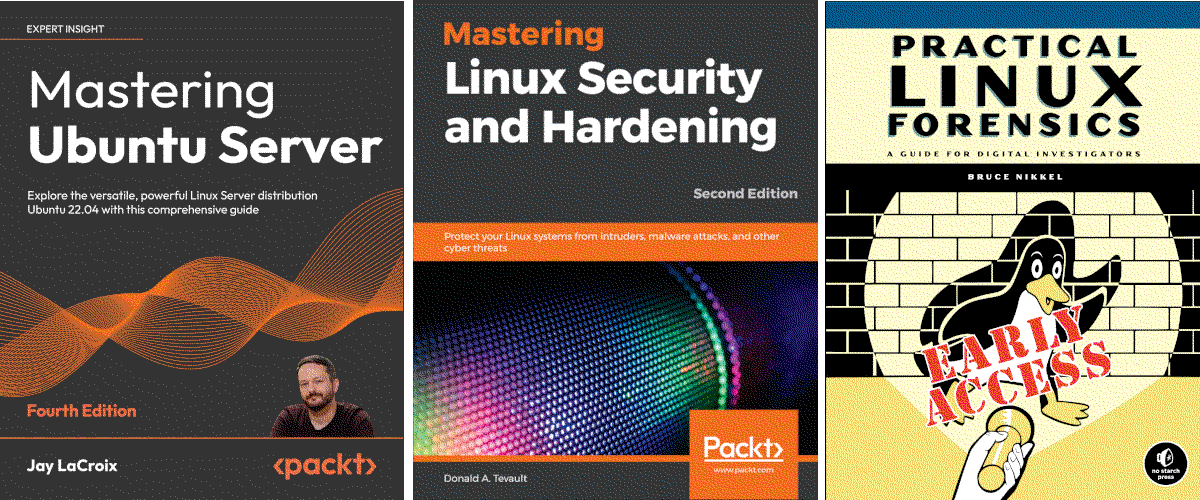 EXPERT INSIGHT
Mastering
Ubuntu Server
Explore the versatile, powerful Linux Server distribution
Ubuntu 22.04 with this comprehensive guide
Fourth Edition
Jay LaCroix
<packt>
Mastering
Linux Security
and Hardening
Second Edition
Protect your Linux systems from intruders, malware attacks, and other
cyber threats
Packt>
www.packt.com
Donald A. Tevault
PRACTICAL
LINUX
FORENSICS
A GUIDE FOR DIGITAL INVESTIGATORS
BRUCE NIKKEL
EARLY
ACCESS
no starch
press